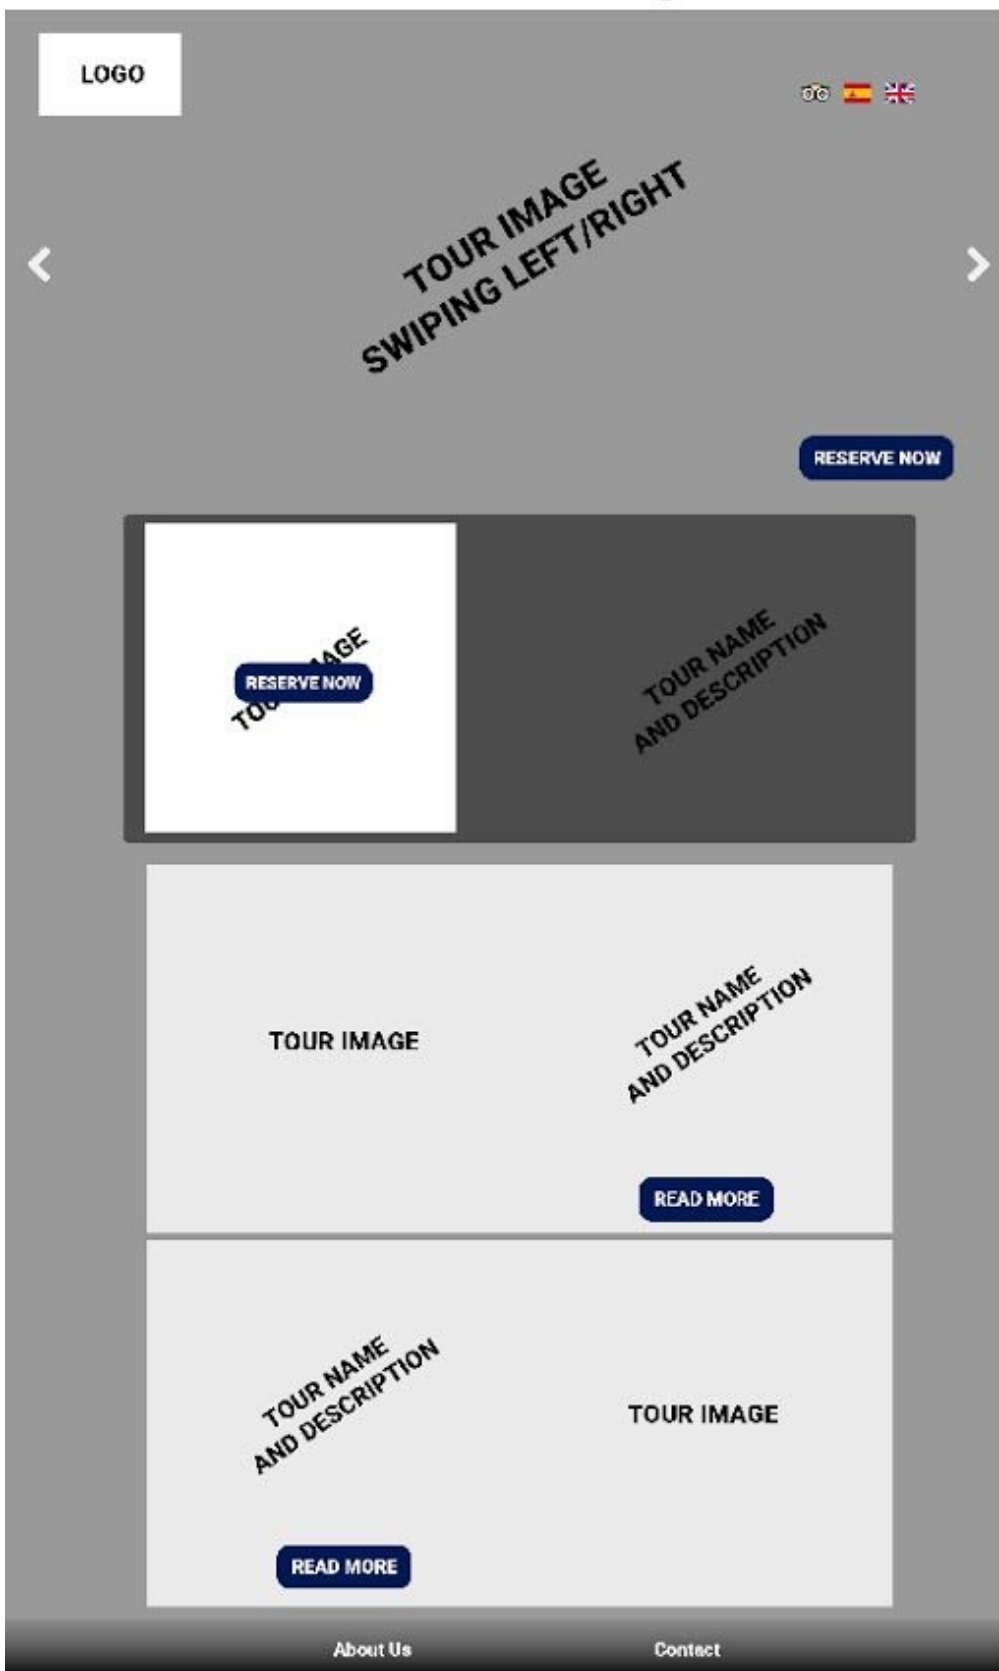 LOGO
TOUR IMAGE
SWIPING LEFT/RIGHT
RESERVE NOW
RESERVE NOW
TOUR NAME
AND DESCRIPTION
TOUR IMAGE
TOUR NAME
AND DESCRIPTION
READ MORE
TOUR NAME
AND DESCRIPTION
TOUR IMAGE
READ MORE
About Us
Contact